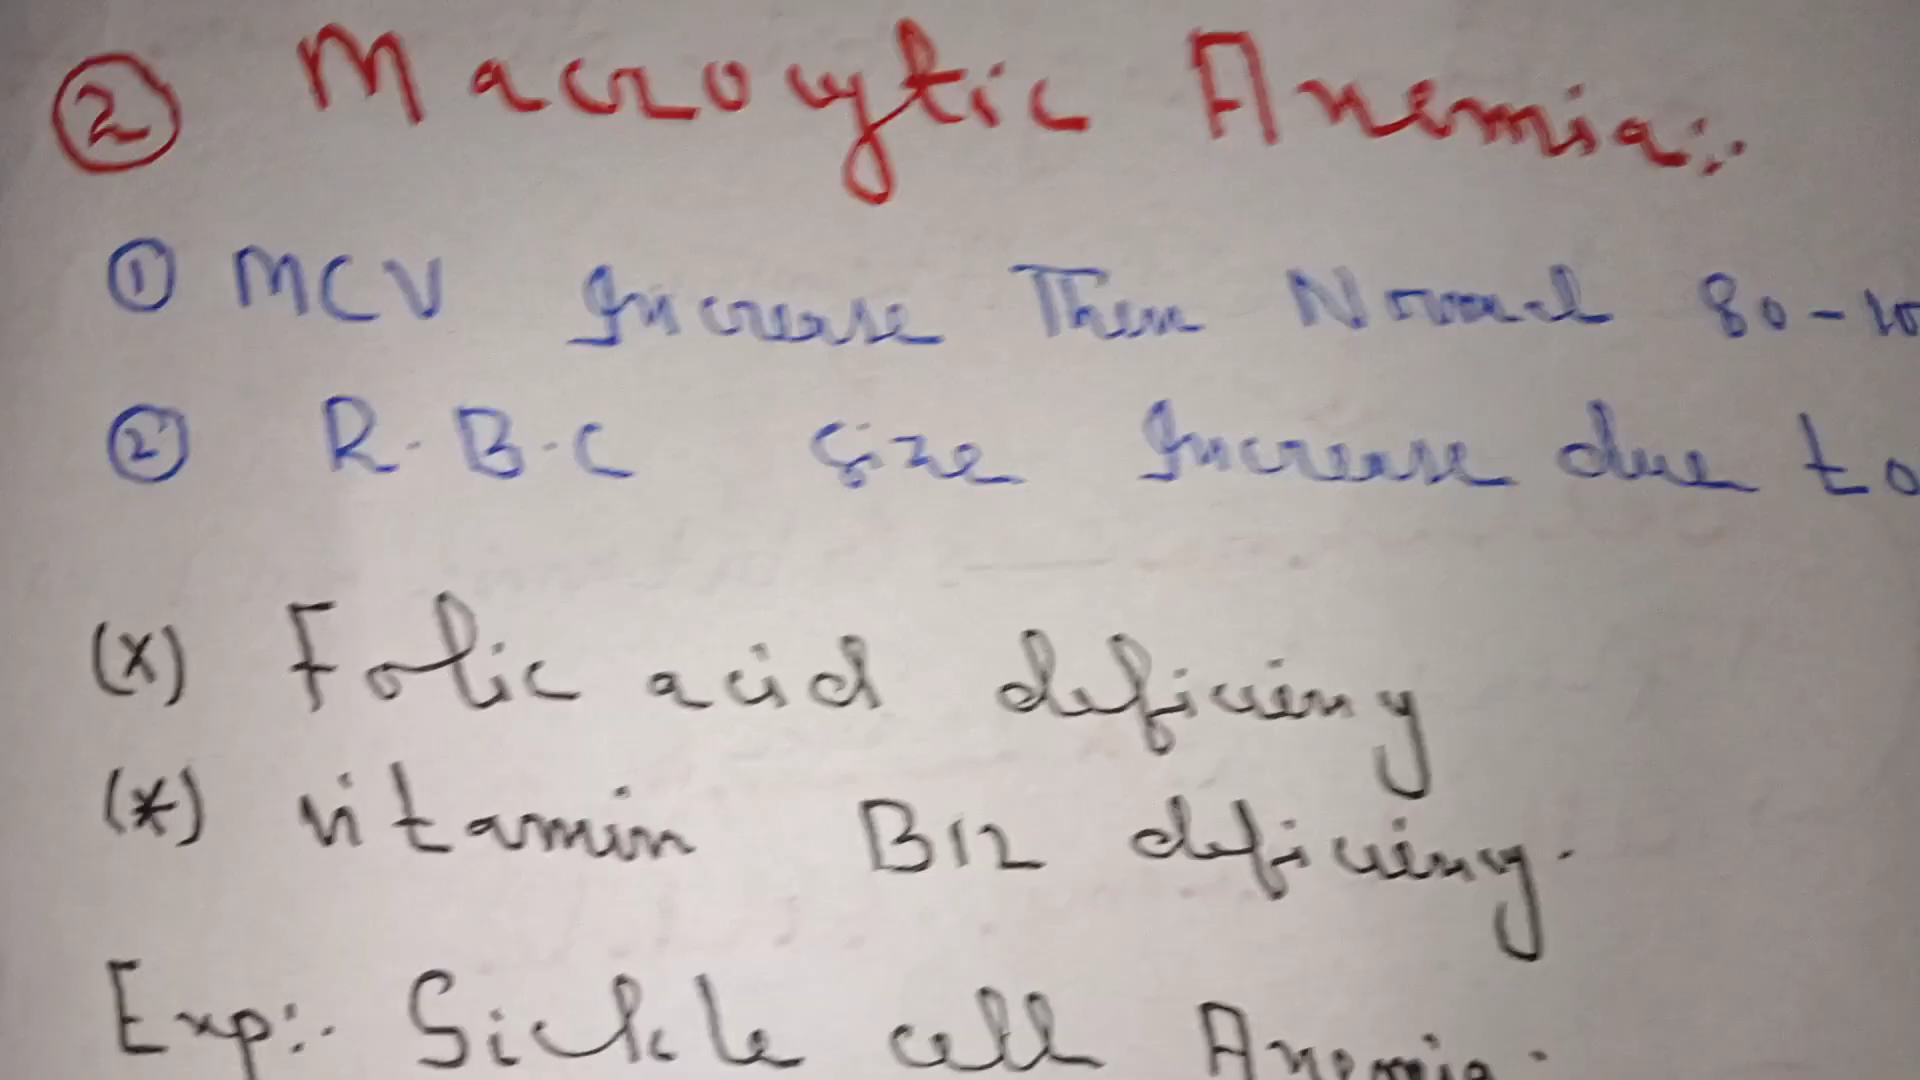 ② Macrocytic Anemia:-
① MCV Increase Then Normal 80-10
② R.B.C Size Increase due to
(x) Folic acid deficieny
(*) vitamin B12 deficiency.
Exp:- Sickle cell Anemia.